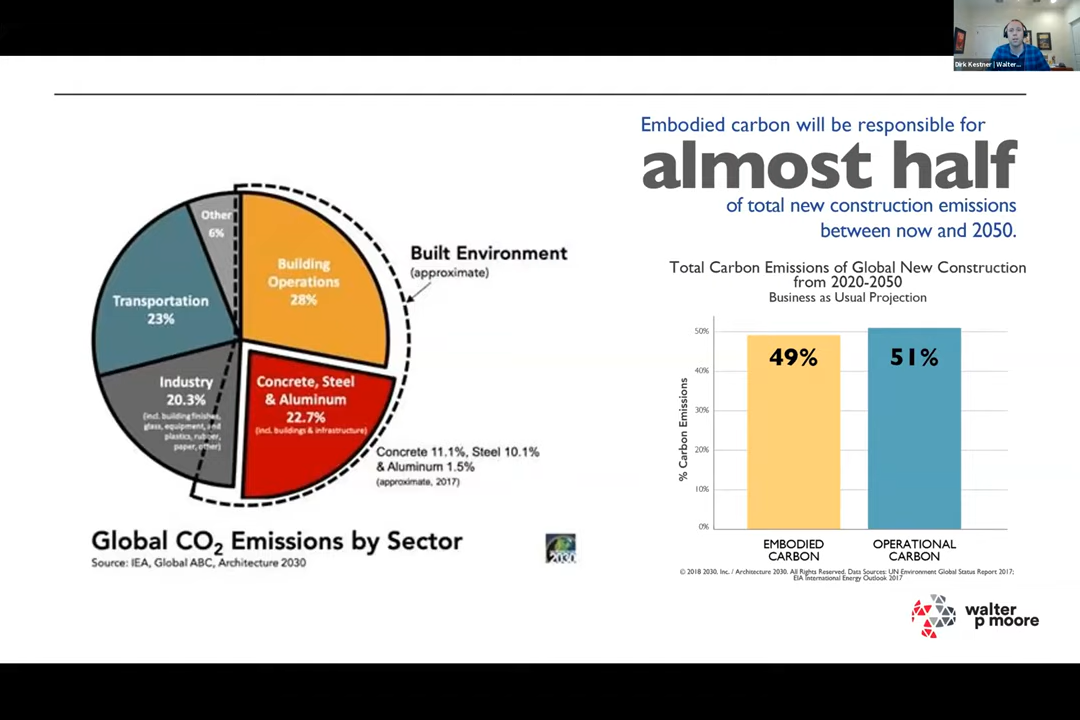 Dirk Kestner | Walter...
Embodied carbon will be responsible for
almost half
of total new construction emissions
between now and 2050.
Other
6%
Building
Operations
28%
Transportation
23%
Industry
20.3%
(incl. building finishes,
glass, equipment, and
plastics, rubber,
paper, other)
Concrete, Steel
& Aluminum
22.7%
(incl. buildings & infrastructure)
Built Environment
(approximate)
Concrete 11.1%, Steel 10.1%
& Aluminum 1.5%
(approximate, 2017)
Global CO2 Emissions by Sector
Source: IEA, Global ABC, Architecture 2030
2030
Total Carbon Emissions of Global New Construction
from 2020-2050
Business as Usual Projection
% Carbon Emissions
50%
40%
30%
20%
10%
0%
49%
51%
EMBODIED
CARBON
OPERATIONAL
CARBON
© 2018 2030, Inc. / Architecture 2030. All Rights Reserved. Data Sources: UN Environment Global Status Report 2017;
EIA International Energy Outlook 2017
walter
p moore